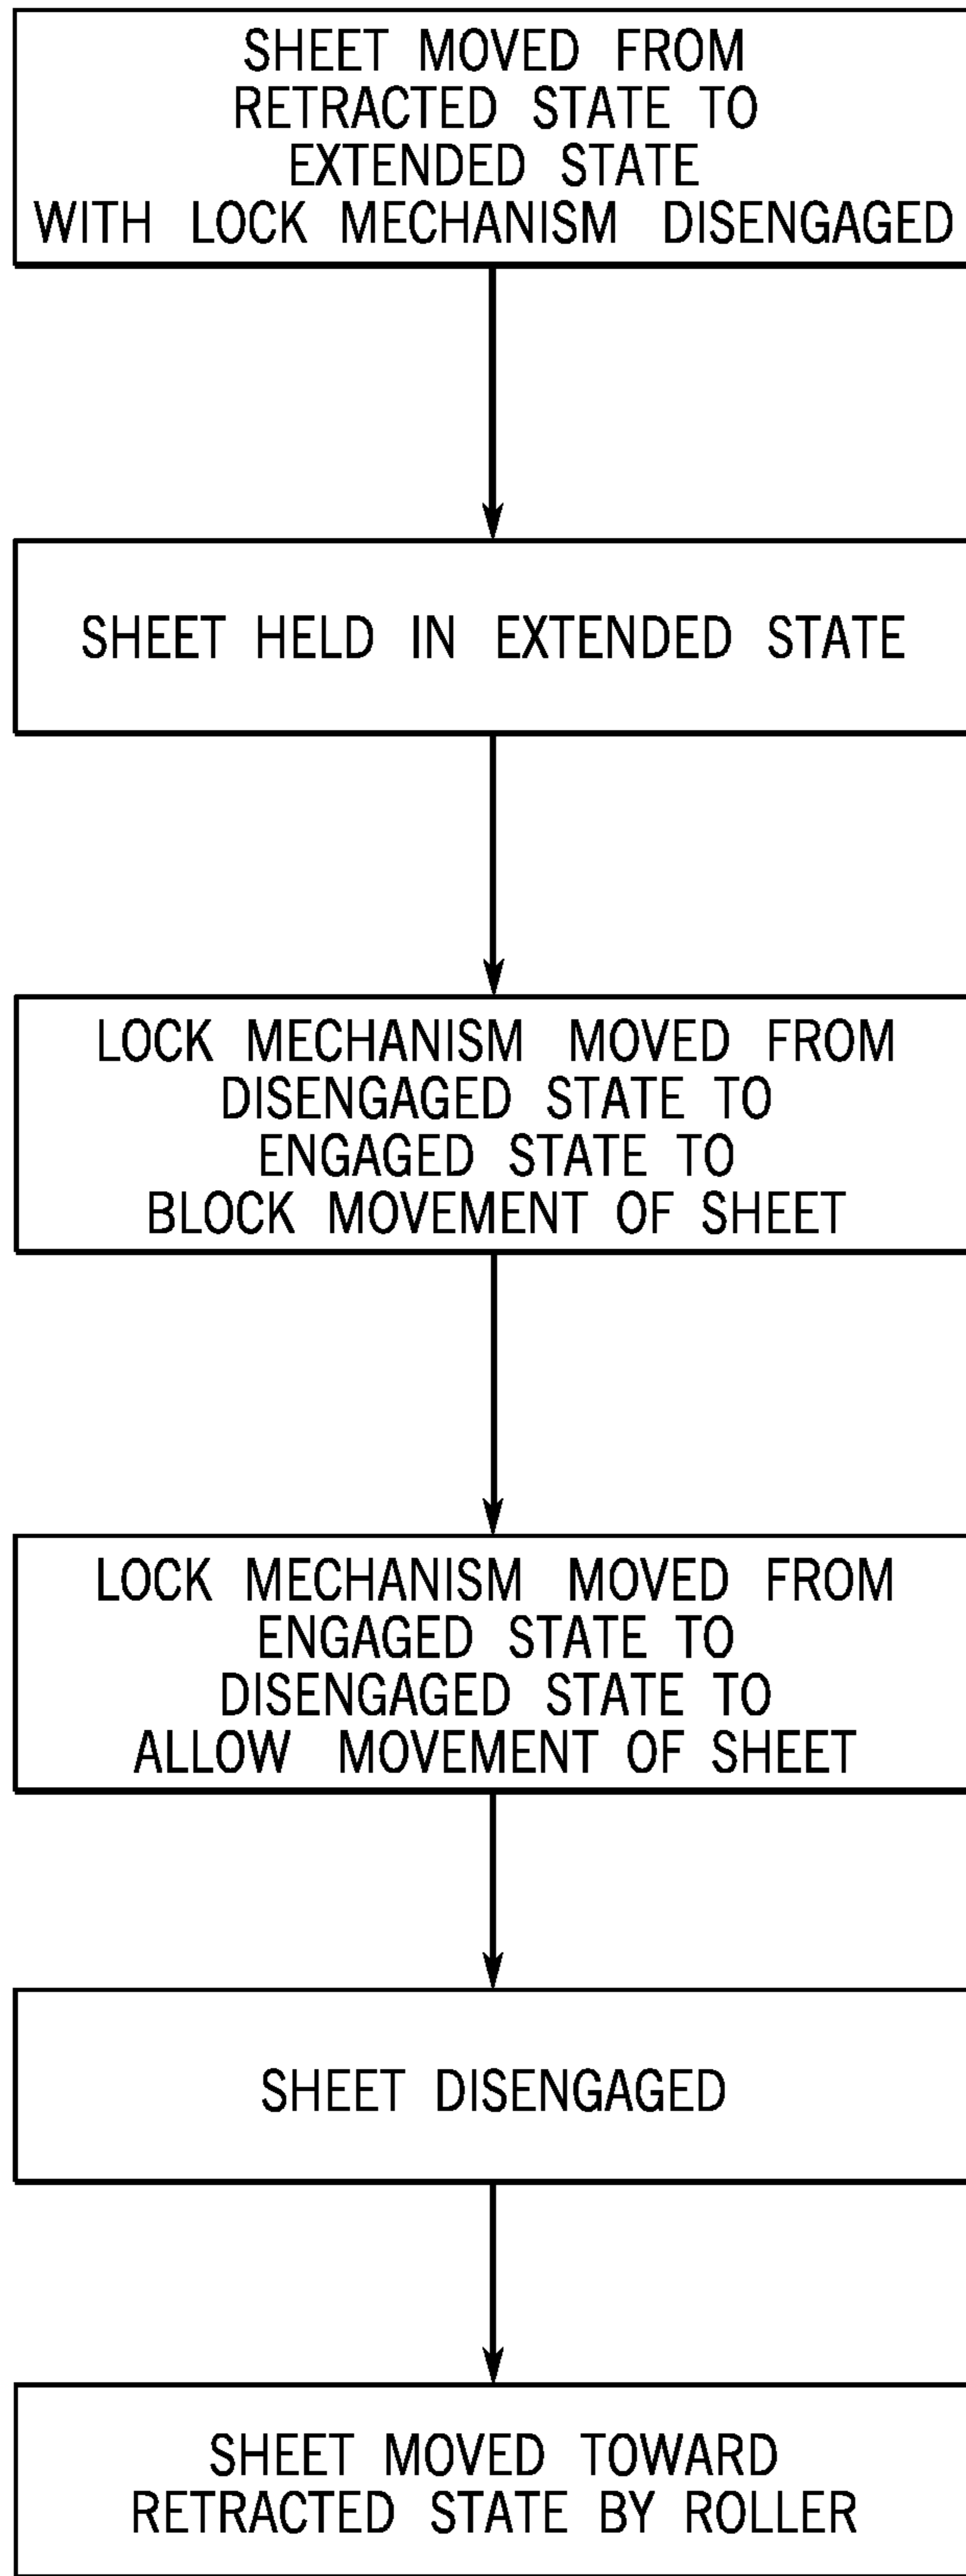 SHEET MOVED FROM
RETRACTED STATE TO
EXTENDED STATE
WITH LOCK MECHANISM DISENGAGED
SHEET HELD IN EXTENDED STATE
LOCK MECHANISM MOVED FROM
DISENGAGED STATE TO
ENGAGED STATE TO
BLOCK MOVEMENT OF SHEET
LOCK MECHANISM MOVED FROM
ENGAGED STATE TO
DISENGAGED STATE TO
ALLOW MOVEMENT OF SHEET
SHEET DISENGAGED
SHEET MOVED TOWARD
RETRACTED STATE BY ROLLER